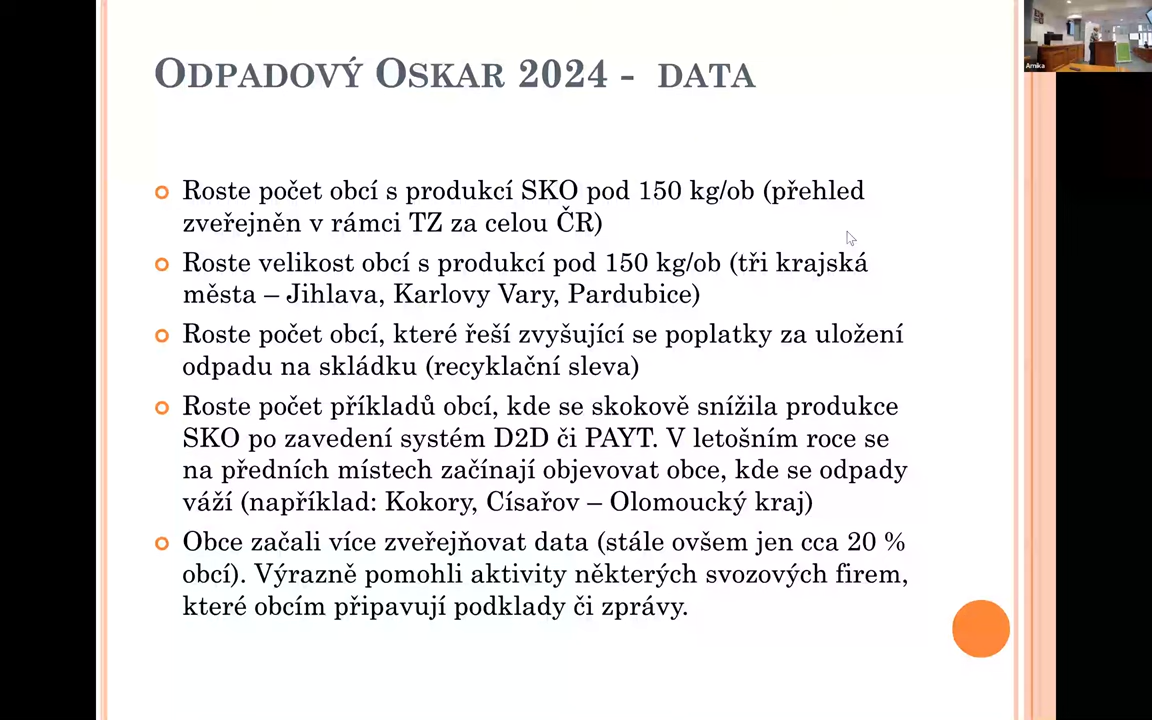 ODPADOVÝ OSKAR 2024 - DATA
Roste počet obcí s produkcí SKO pod 150 kg/ob (přehled
zveřejněn v rámci TZ za celou ČR)
Roste velikost obcí s produkcí pod 150 kg/ob (tři krajská
města – Jihlava, Karlovy Vary, Pardubice)
Roste počet obcí, které řeší zvyšující se poplatky za uložení
odpadu na skládku (recyklační sleva)
Roste počet příkladů obcí, kde se skokově snížila produkce
SKO po zavedení systém D2D či PAYT. V letošním roce se
na předních místech začínají objevovat obce, kde se odpady
váží (například: Kokory, Císařov – Olomoucký kraj)
Obce začali více zveřejňovat data (stále ovšem jen cca 20 %
obcí). Výrazně pomohli aktivity některých svozových firem,
které obcím připavují podklady či zprávy.
Arnika